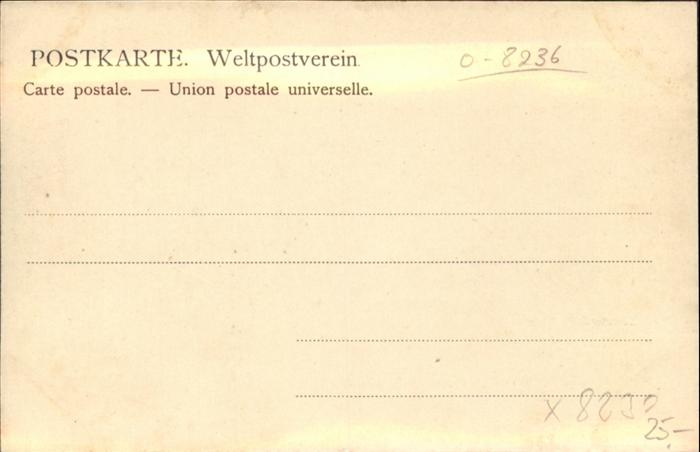 POSTKARTE. Weltpostverein.
0-8236
Carte postale. — Union postale universelle.
25.-